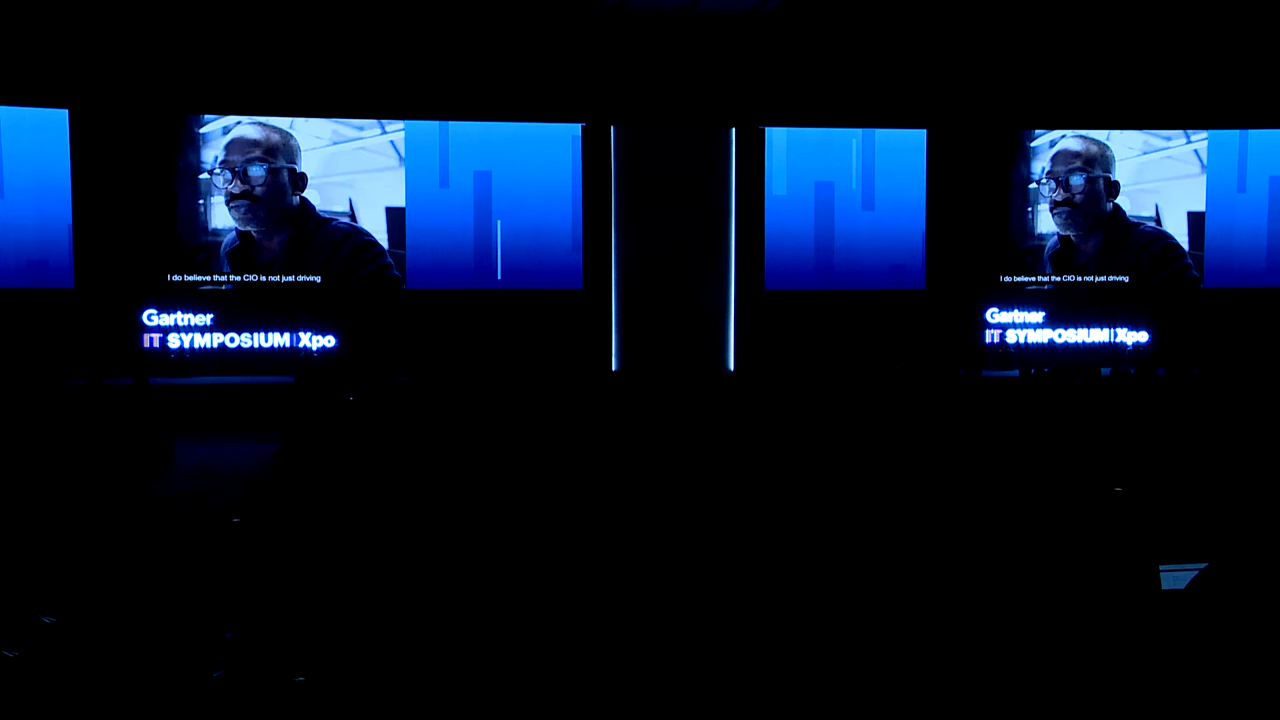 I do believe that the CIO is not just driving
Gartner
IT SYMPOSIUM|Xpo
I do believe that the CIO is not just driving
Gartner
IT SYMPOSIUM|Xpo